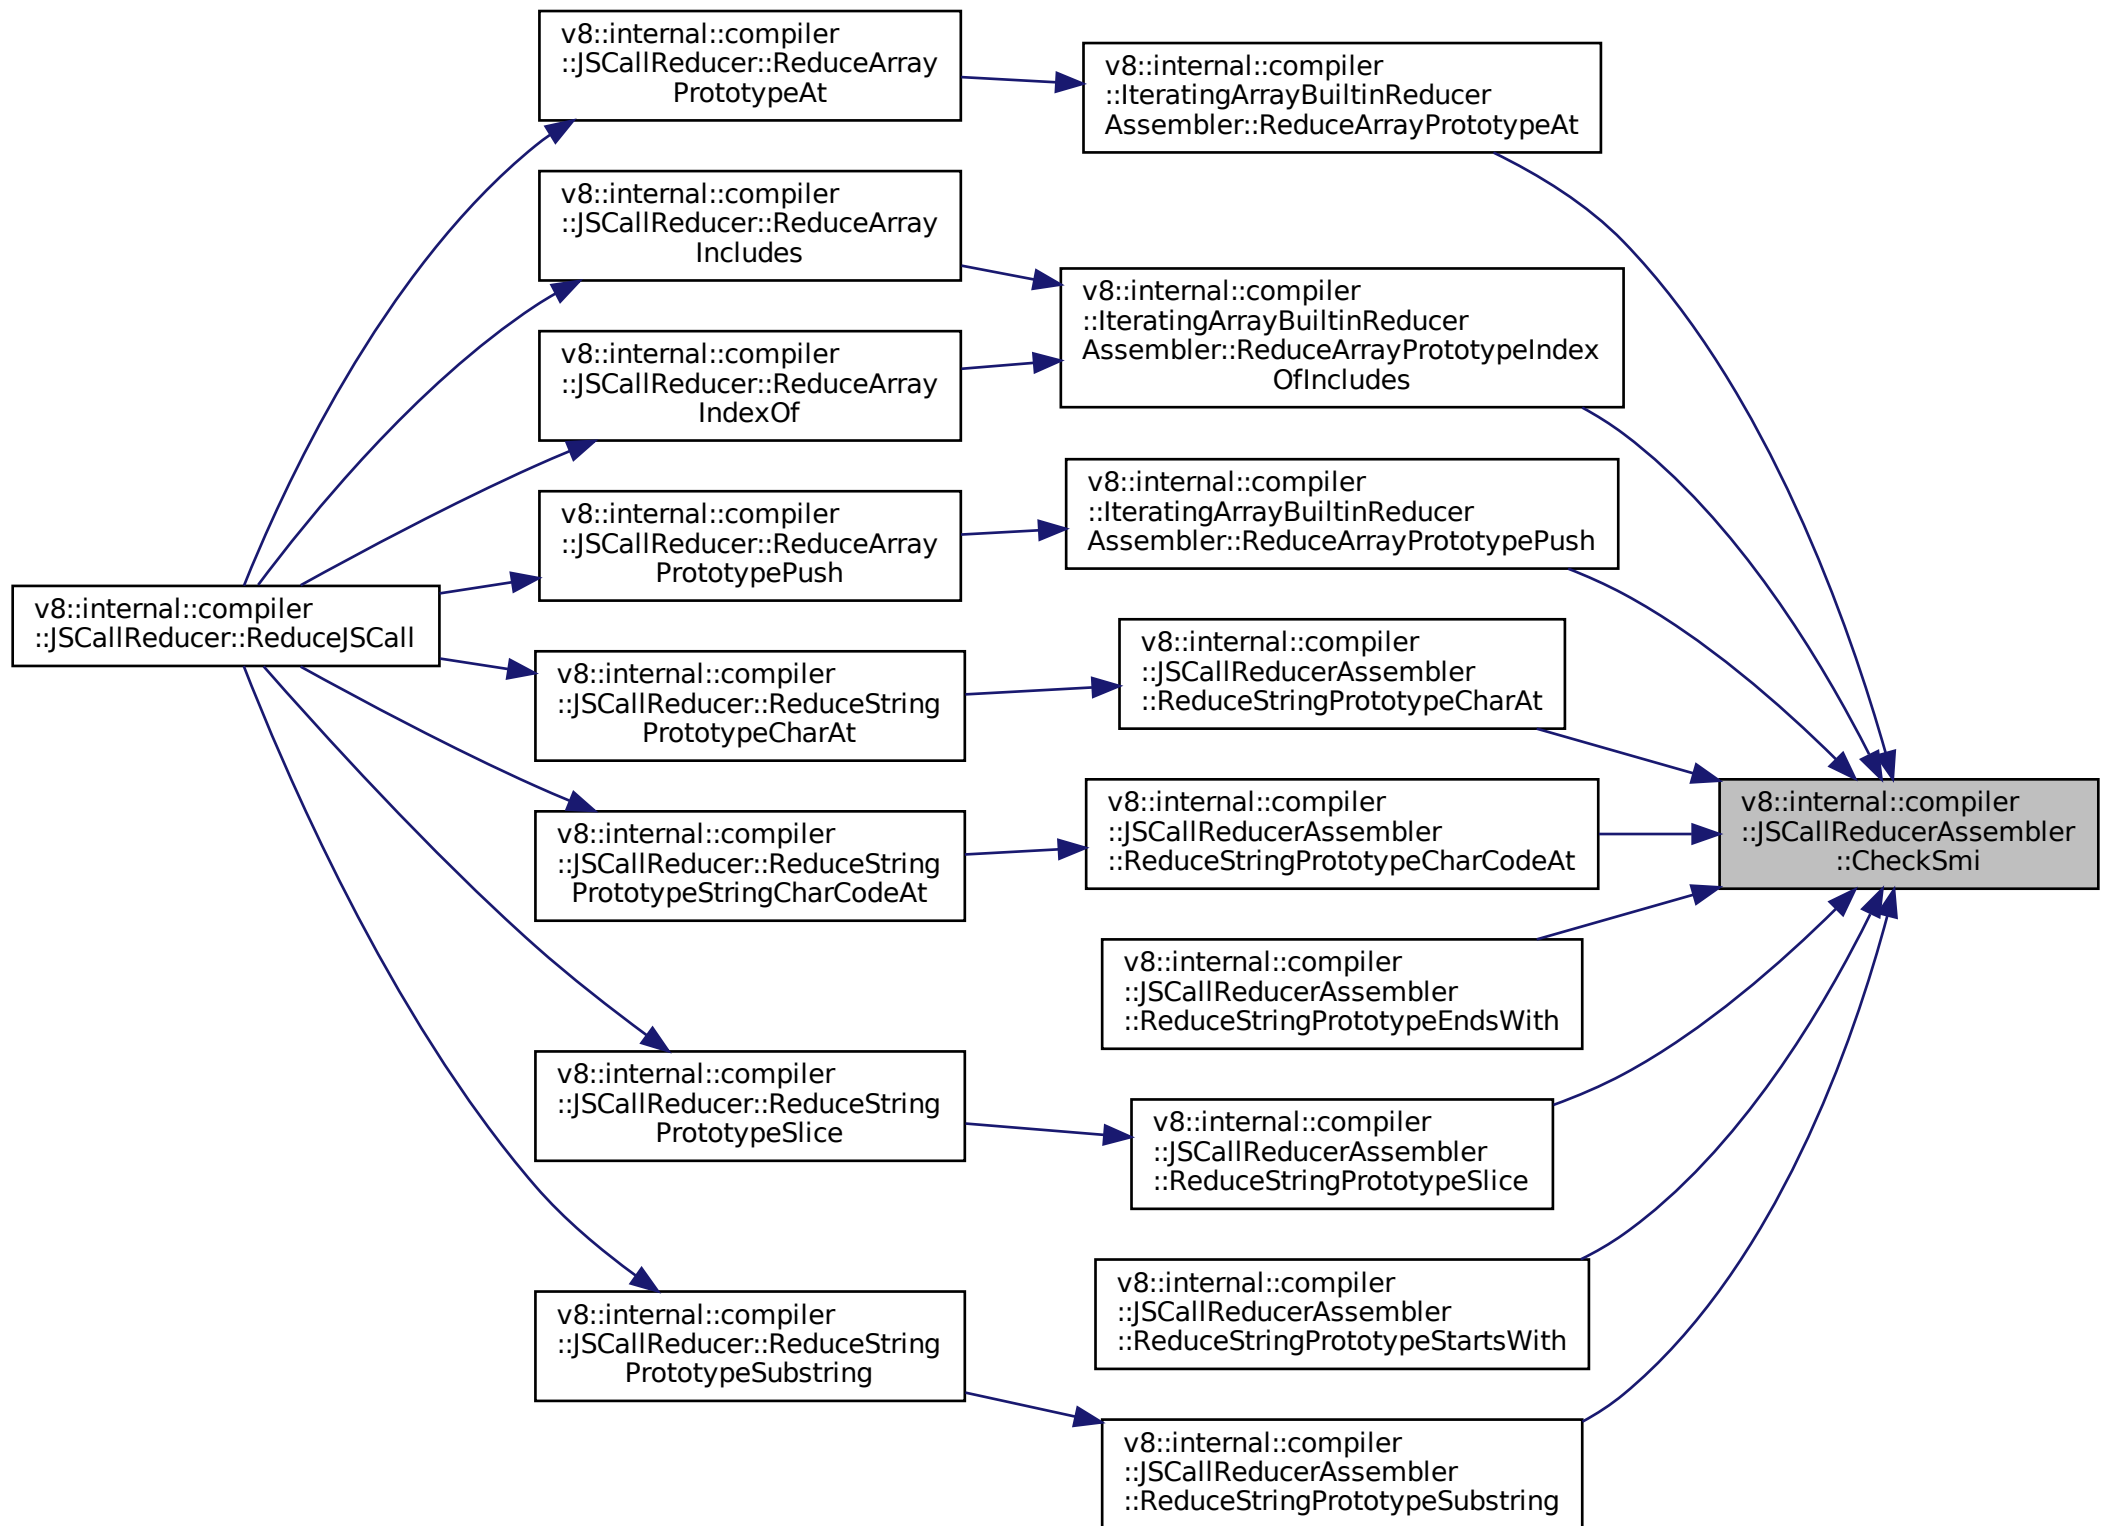 v8::internal::compiler
::JSCallReducer::ReduceJSCall
v8::internal::compiler
::JSCallReducer::ReduceArray
PrototypeAt
v8::internal::compiler
::JSCallReducer::ReduceArray
Includes
v8::internal::compiler
::JSCallReducer::ReduceArray
IndexOf
v8::internal::compiler
::JSCallReducer::ReduceArray
PrototypePush
v8::internal::compiler
::JSCallReducer::ReduceString
PrototypeCharAt
v8::internal::compiler
::JSCallReducer::ReduceString
PrototypeStringCharCodeAt
v8::internal::compiler
::JSCallReducer::ReduceString
PrototypeSlice
v8::internal::compiler
::JSCallReducer::ReduceString
PrototypeSubstring
v8::internal::compiler
::IteratingArrayBuiltinReducer
Assembler::ReduceArrayPrototypeAt
v8::internal::compiler
::IteratingArrayBuiltinReducer
Assembler::ReduceArrayPrototypeIndex
OfIncludes
v8::internal::compiler
::IteratingArrayBuiltinReducer
Assembler::ReduceArrayPrototypePush
v8::internal::compiler
::JSCallReducerAssembler
::ReduceStringPrototypeCharAt
v8::internal::compiler
::JSCallReducerAssembler
::ReduceStringPrototypeCharCodeAt
v8::internal::compiler
::JSCallReducerAssembler
::ReduceStringPrototypeEndsWith
v8::internal::compiler
::JSCallReducerAssembler
::ReduceStringPrototypeSlice
v8::internal::compiler
::JSCallReducerAssembler
::ReduceStringPrototypeStartsWith
v8::internal::compiler
::JSCallReducerAssembler
::ReduceStringPrototypeSubstring
v8::internal::compiler
::JSCallReducerAssembler
::CheckSmi